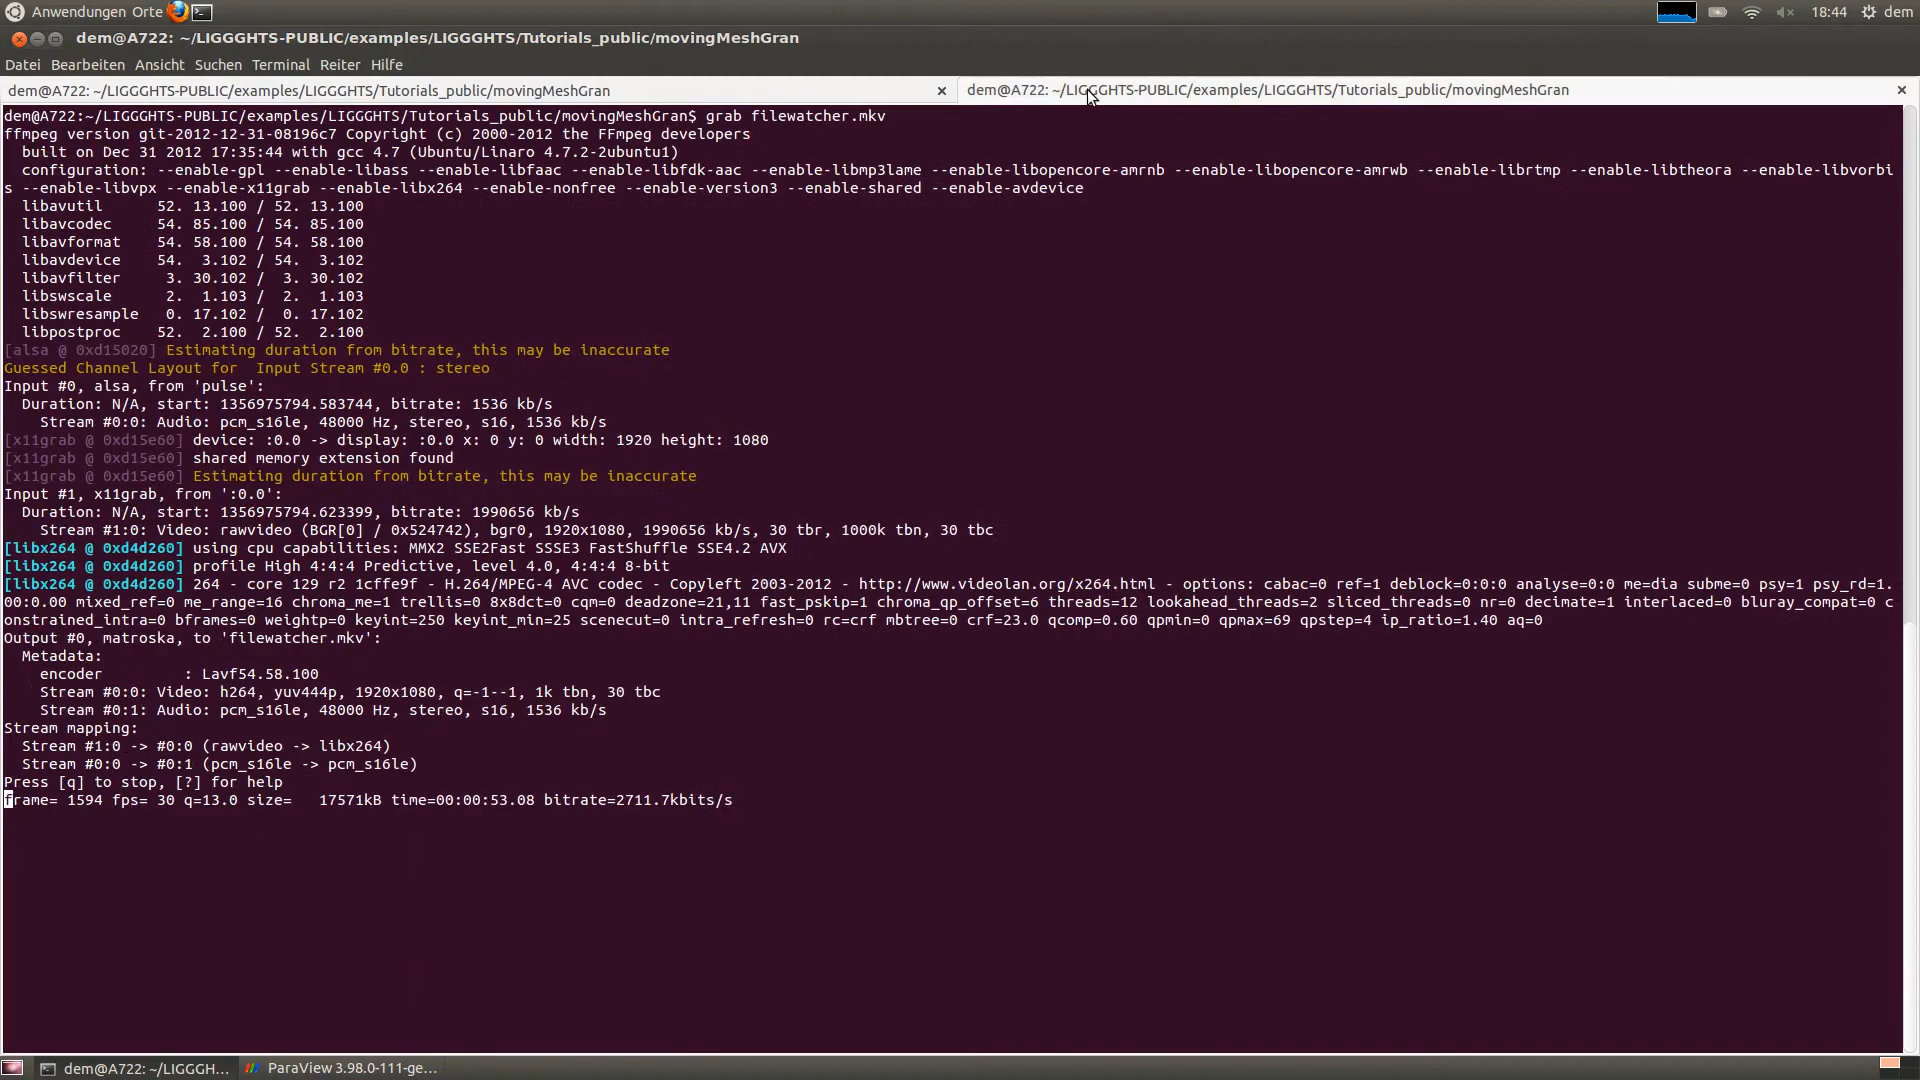 Anwendungen Orte 18:44 dem
dem@A722: ~/LIGGGHTS-PUBLIC/examples/LIGGGHTS/Tutorials_public/movingMeshGran
Datei Bearbeiten Ansicht Suchen Terminal Reiter Hilfe
dem@A722: ~/LIGGGHTS-PUBLIC/examples/LIGGGHTS/Tutorials_public/movingMeshGran dem@A722: ~/LIGGGHTS-PUBLIC/examples/LIGGGHTS/Tutorials_public/movingMeshGran
dem@A722:~/LIGGGHTS-PUBLIC/examples/LIGGGHTS/Tutorials_public/movingMeshGran$ grab filewatcher.mkv
ffmpeg version git-2012-12-31-08196c7 Copyright (c) 2000-2012 the FFmpeg developers
  built on Dec 31 2012 17:35:44 with gcc 4.7 (Ubuntu/Linaro 4.7.2-2ubuntu1)
  configuration: --enable-gpl --enable-libass --enable-libfaac --enable-libfdk-aac --enable-libmp3lame --enable-libopencore-amrnb --enable-libopencore-amrwb --enable-librtmp --enable-libtheora --enable-libvorbi
s --enable-libvpx --enable-x11grab --enable-libx264 --enable-nonfree --enable-version3 --enable-shared --enable-avdevice
  libavutil      52. 13.100 / 52. 13.100
  libavcodec     54. 85.100 / 54. 85.100
  libavformat    54. 58.100 / 54. 58.100
  libavdevice    54.  3.102 / 54.  3.102
  libavfilter     3. 30.102 /  3. 30.102
  libswscale      2.  1.103 /  2.  1.103
  libswresample   0. 17.102 /  0. 17.102
  libpostproc    52.  2.100 / 52.  2.100
[alsa @ 0xd15020] Estimating duration from bitrate, this may be inaccurate
Guessed Channel Layout for  Input Stream #0.0 : stereo
Input #0, alsa, from 'pulse':
  Duration: N/A, start: 1356975794.583744, bitrate: 1536 kb/s
    Stream #0:0: Audio: pcm_s16le, 48000 Hz, stereo, s16, 1536 kb/s
[x11grab @ 0xd15e60] device: :0.0 -> display: :0.0 x: 0 y: 0 width: 1920 height: 1080
[x11grab @ 0xd15e60] shared memory extension found
[x11grab @ 0xd15e60] Estimating duration from bitrate, this may be inaccurate
Input #1, x11grab, from ':0.0':
  Duration: N/A, start: 1356975794.623399, bitrate: 1990656 kb/s
    Stream #1:0: Video: rawvideo (BGR[0] / 0x524742), bgr0, 1920x1080, 1990656 kb/s, 30 tbr, 1000k tbn, 30 tbc
[libx264 @ 0xd4d260] using cpu capabilities: MMX2 SSE2Fast SSSE3 FastShuffle SSE4.2 AVX
[libx264 @ 0xd4d260] profile High 4:4:4 Predictive, level 4.0, 4:4:4 8-bit
[libx264 @ 0xd4d260] 264 - core 129 r2 1cffe9f - H.264/MPEG-4 AVC codec - Copyleft 2003-2012 - http://www.videolan.org/x264.html - options: cabac=0 ref=1 deblock=0:0:0 analyse=0:0 me=dia subme=0 psy=1 psy_rd=1.
00:0.00 mixed_ref=0 me_range=16 chroma_me=1 trellis=0 8x8dct=0 cqm=0 deadzone=21,11 fast_pskip=1 chroma_qp_offset=6 threads=12 lookahead_threads=2 sliced_threads=0 nr=0 decimate=1 interlaced=0 bluray_compat=0 c
onstrained_intra=0 bframes=0 weightp=0 keyint=250 keyint_min=25 scenecut=0 intra_refresh=0 rc=crf mbtree=0 crf=23.0 qcomp=0.60 qpmin=0 qpmax=69 qpstep=4 ip_ratio=1.40 aq=0
Output #0, matroska, to 'filewatcher.mkv':
  Metadata:
    encoder         : Lavf54.58.100
    Stream #0:0: Video: h264, yuv444p, 1920x1080, q=-1--1, 1k tbn, 30 tbc
    Stream #0:1: Audio: pcm_s16le, 48000 Hz, stereo, s16, 1536 kb/s
Stream mapping:
  Stream #1:0 -> #0:0 (rawvideo -> libx264)
  Stream #0:0 -> #0:1 (pcm_s16le -> pcm_s16le)
Press [q] to stop, [?] for help
frame= 1594 fps= 30 q=13.0 size=   17571kB time=00:00:53.08 bitrate=2711.7kbits/s
dem@A722: ~/LIGGGH... ParaView 3.98.0-111-ge...